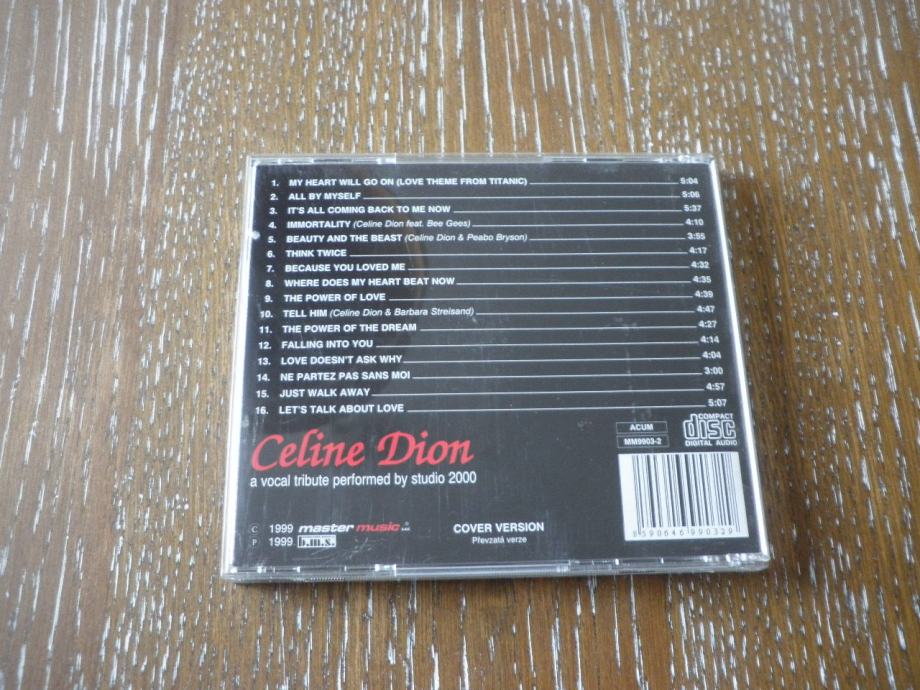 1. MY HEART WILL GO ON (LOVE THEME FROM TITANIC) 5:04
2. ALL BY MYSELF 5:06
3. IT'S ALL COMING BACK TO ME NOW 5:37
4. IMMORTALITY (Celine Dion feat. Bee Gees) 4:10
5. BEAUTY AND THE BEAST (Celine Dion & Peabo Bryson) 3:55
6. THINK TWICE 4:17
7. BECAUSE YOU LOVED ME 4:32
8. WHERE DOES MY HEART BEAT NOW 4:35
9. THE POWER OF LOVE 4:39
10. TELL HIM (Celine Dion & Barbara Streisand) 4:47
11. THE POWER OF THE DREAM 4:27
12. FALLING INTO YOU 4:14
13. LOVE DOESN'T ASK WHY 4:04
14. NE PARTEZ PAS SANS MOI 3:00
15. JUST WALK AWAY 4:57
16. LET'S TALK ABOUT LOVE 5:07
Celine Dion
a vocal tribute performed by studio 2000
ACUM
MM9903-2
COMPACT
disc
DIGITAL AUDIO
C 1999 master music
P 1999
COVER VERSION
Převzatá verze
8 590646 990329